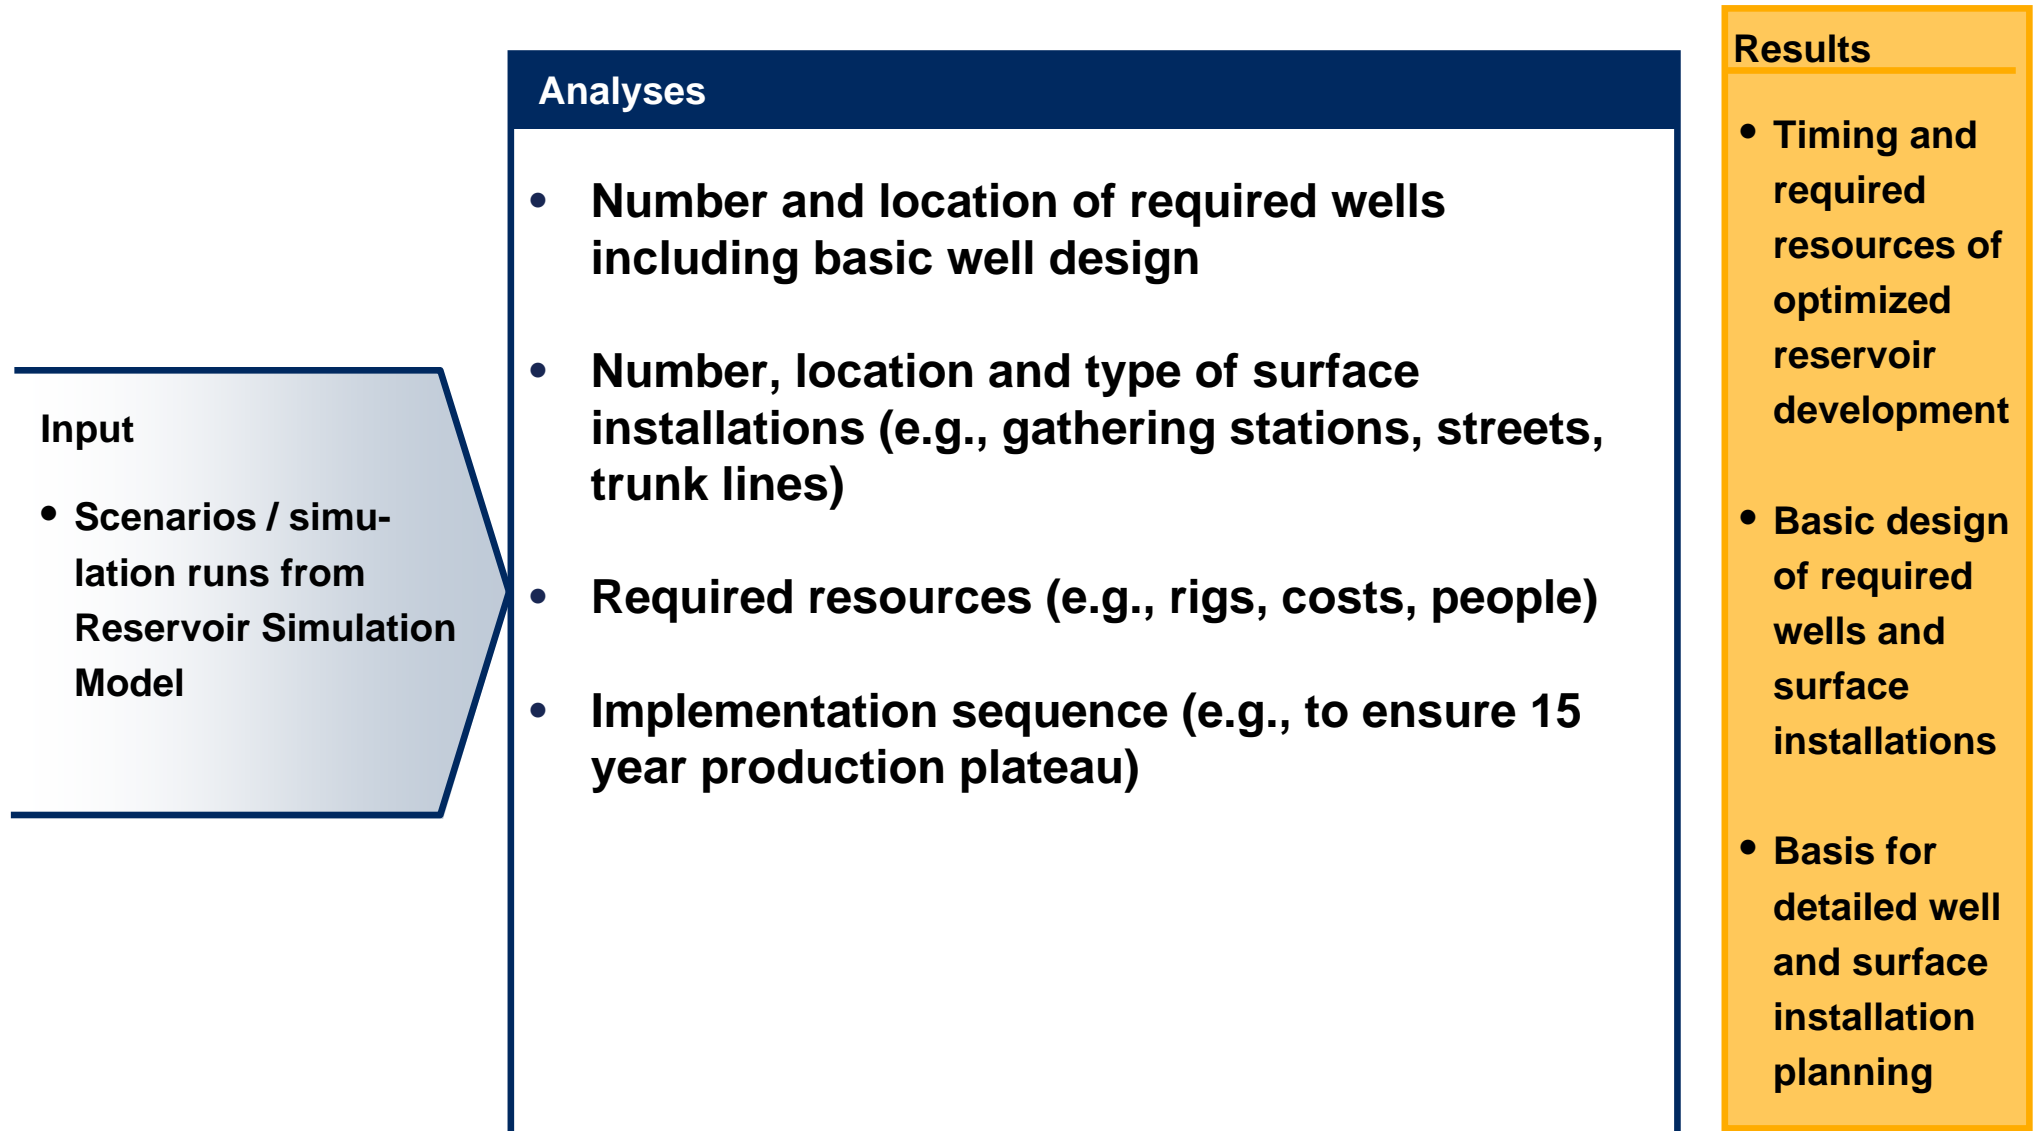 Input
• Scenarios / simu-
lation runs from
Reservoir Simulation
Model
Analyses
• Number and location of required wells
including basic well design
• Number, location and type of surface
installations (e.g., gathering stations, streets,
trunk lines)
• Required resources (e.g., rigs, costs, people)
• Implementation sequence (e.g., to ensure 15
year production plateau)
Results
• Timing and
required
resources of
optimized
reservoir
development
• Basic design
of required
wells and
surface
installations
• Basis for
detailed well
and surface
installation
planning